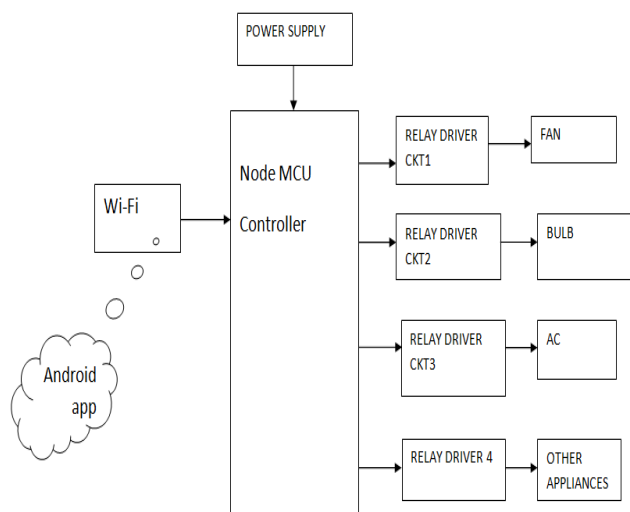 POWER SUPPLY
Node MCU
Controller
Wi-Fi
Android
app
RELAY DRIVER
CKT1
FAN
RELAY DRIVER
CKT2
BULB
RELAY DRIVER
CKT3
AC
RELAY DRIVER 4
OTHER
APPLIANCES